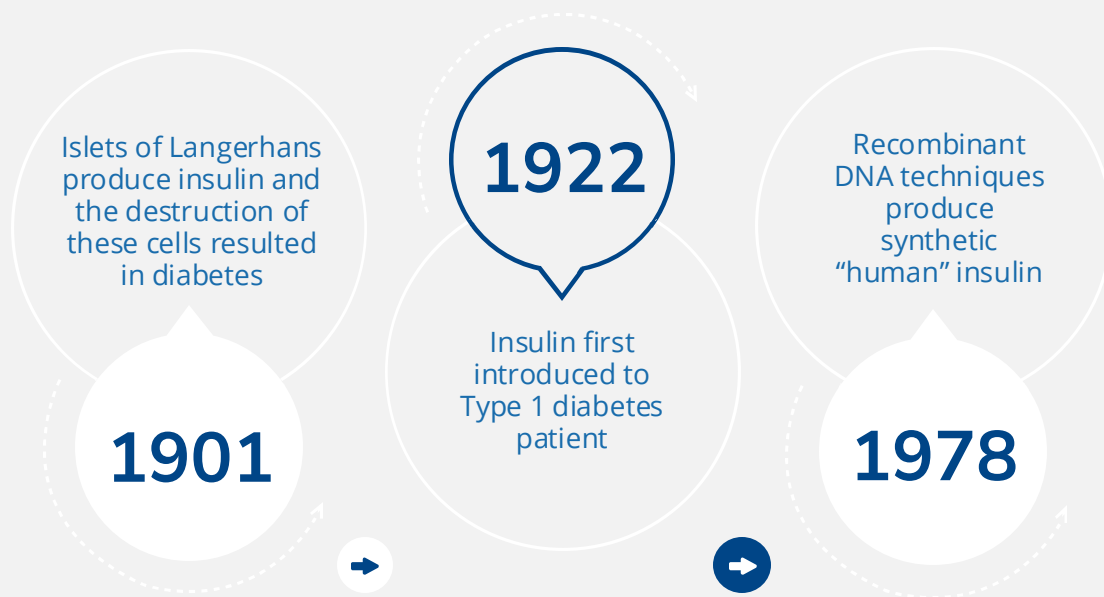 Islets of Langerhans
produce insulin and
the destruction of
these cells resulted
in diabetes
1901
1922
Insulin first
introduced to
Type 1 diabetes
patient
Recombinant
DNA techniques
produce
synthetic
“human” insulin
1978